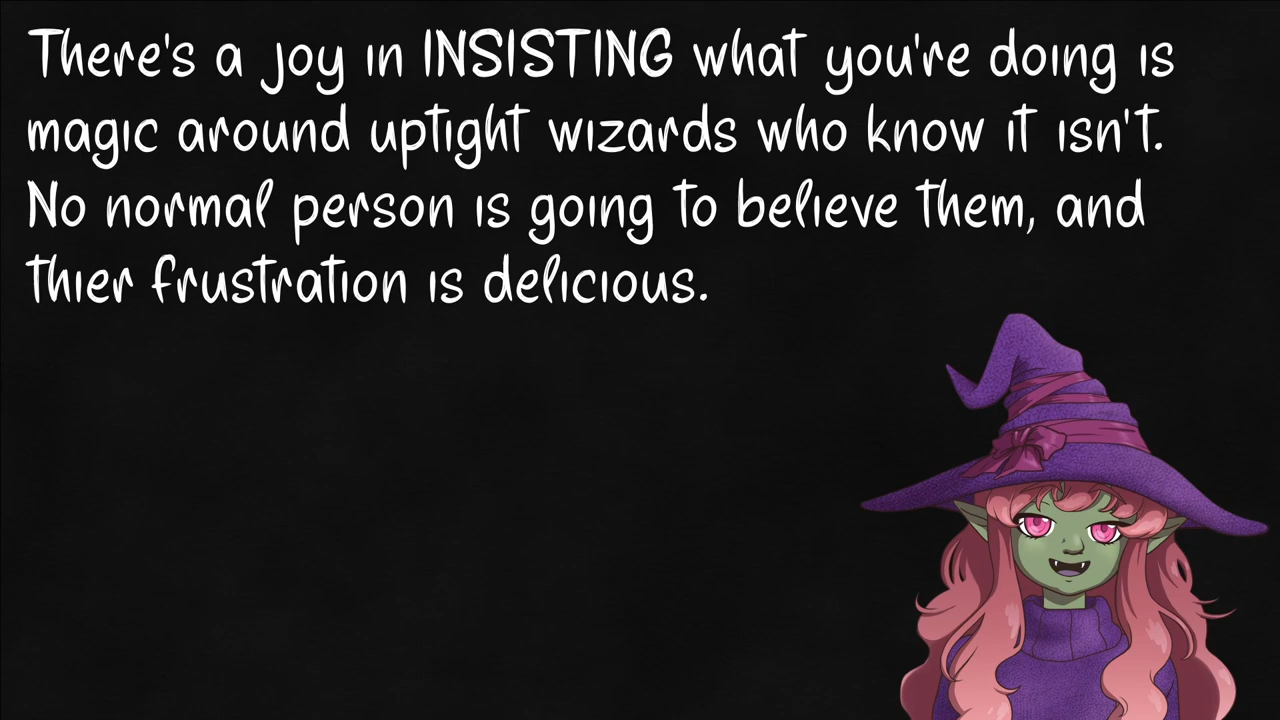 There's a joy in INSISTING what you're doing is
magic around uptight wizards who know it isn't.
No normal person is going to believe them, and
thier frustration is delicious.